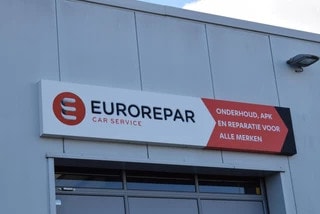 EUROREPAR
CAR SERVICE
ONDERHOUD, APK
EN REPARATIE VOOR
ALLE MERKEN